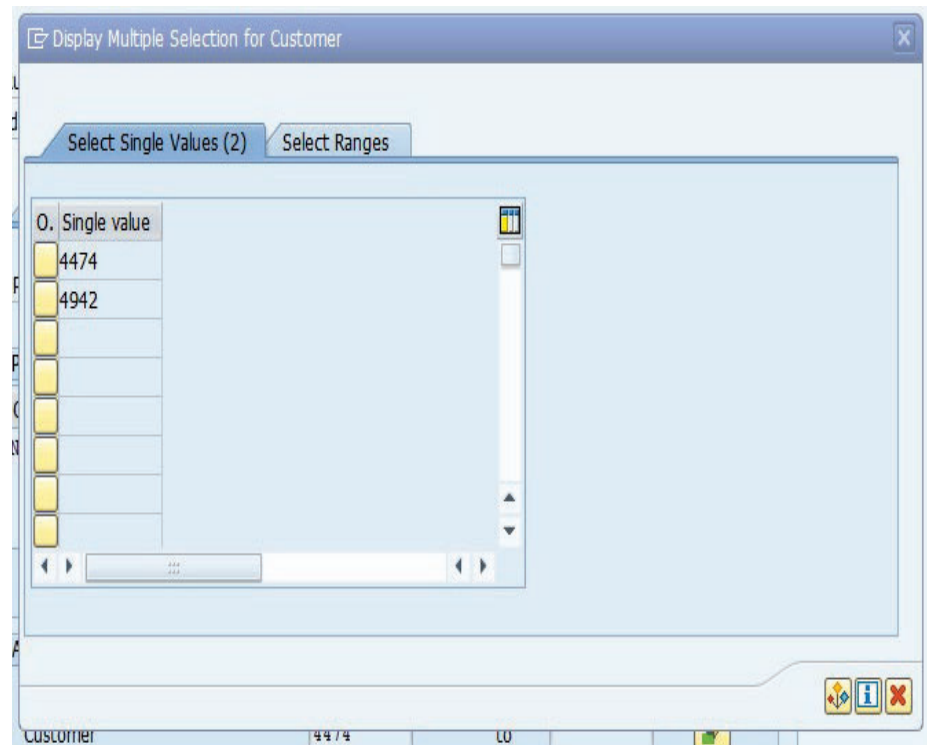 Display Multiple Selection for Customer
Select Single Values (2) Select Ranges
O. Single value
4474
4942
Customer 4474 to